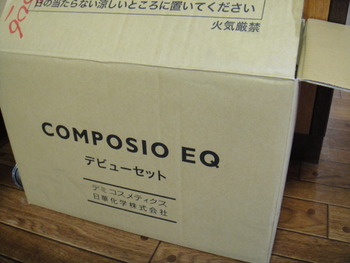 日の当たらない涼しいところに置いてください
火気厳禁
COMPOSIO EQ
デビューセット
デミ コスメティクス
日華化学株式会社